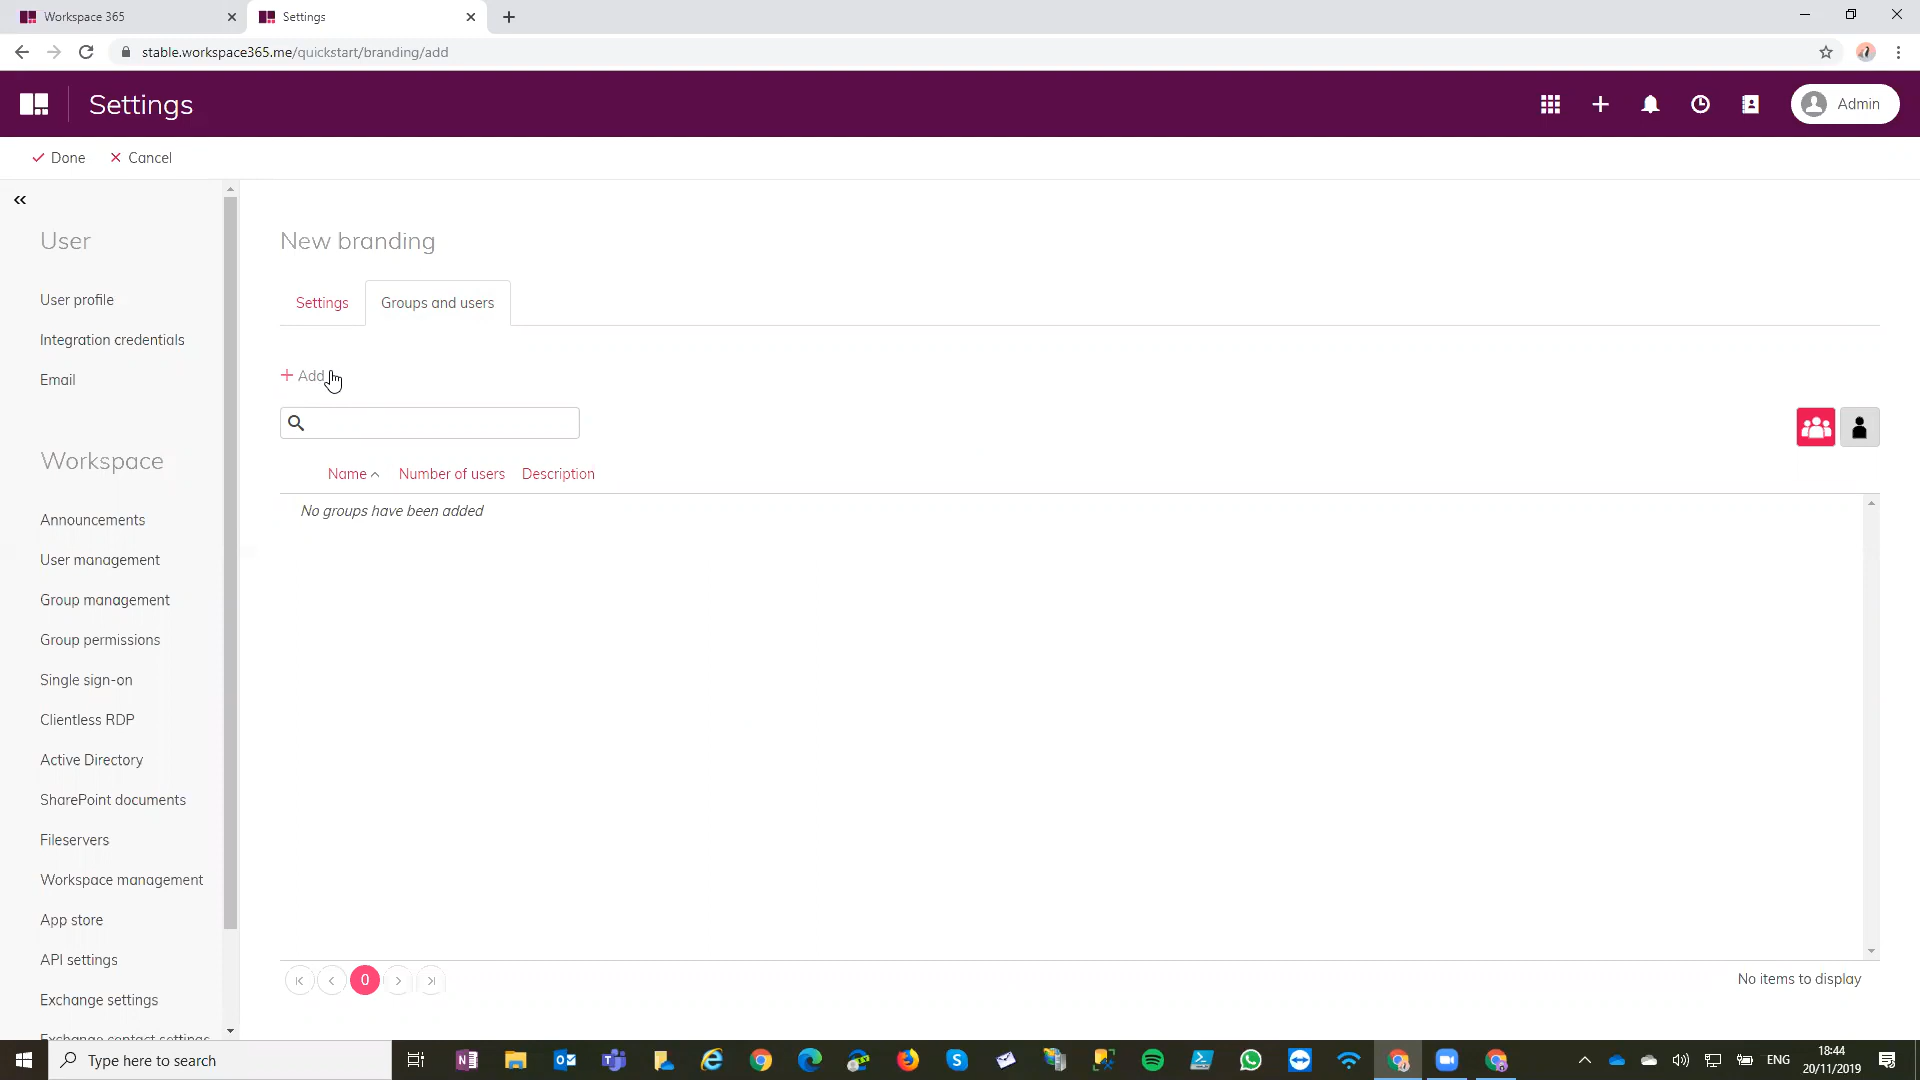 Workspace 365
Settings
stable.workspace365.me/quickstart/branding/add
Settings
Admin
Done
Cancel
User
User profile
Integration credentials
Email
Workspace
Announcements
User management
Group management
Group permissions
Single sign-on
Clientless RDP
Active Directory
SharePoint documents
Fileservers
Workspace management
App store
API settings
Exchange settings
Exchange contact settings
New branding
Settings
Groups and users
+ Add
Name Number of users Description
No groups have been added
0
No items to display
Type here to search
ENG
18:44
20/11/2019